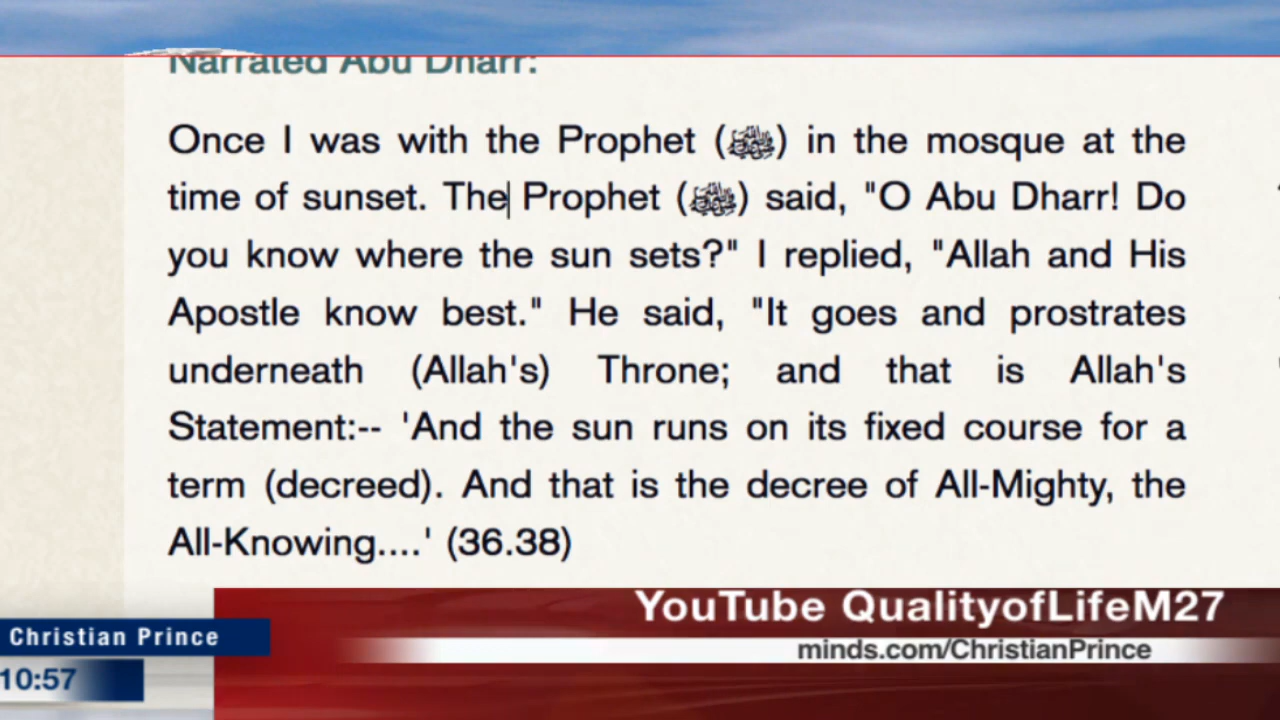 Narrated Abu Dharr:
Once I was with the Prophet (ﷺ) in the mosque at the
time of sunset. The Prophet (ﷺ) said, "O Abu Dharr! Do
you know where the sun sets?" I replied, "Allah and His
Apostle know best." He said, "It goes and prostrates
underneath (Allah's) Throne; and that is Allah's
Statement:-- 'And the sun runs on its fixed course for a
term (decreed). And that is the decree of All-Mighty, the
All-Knowing....' (36.38)
YouTube QualityofLifeM27
Christian Prince
minds.com/ChristianPrince
10:57